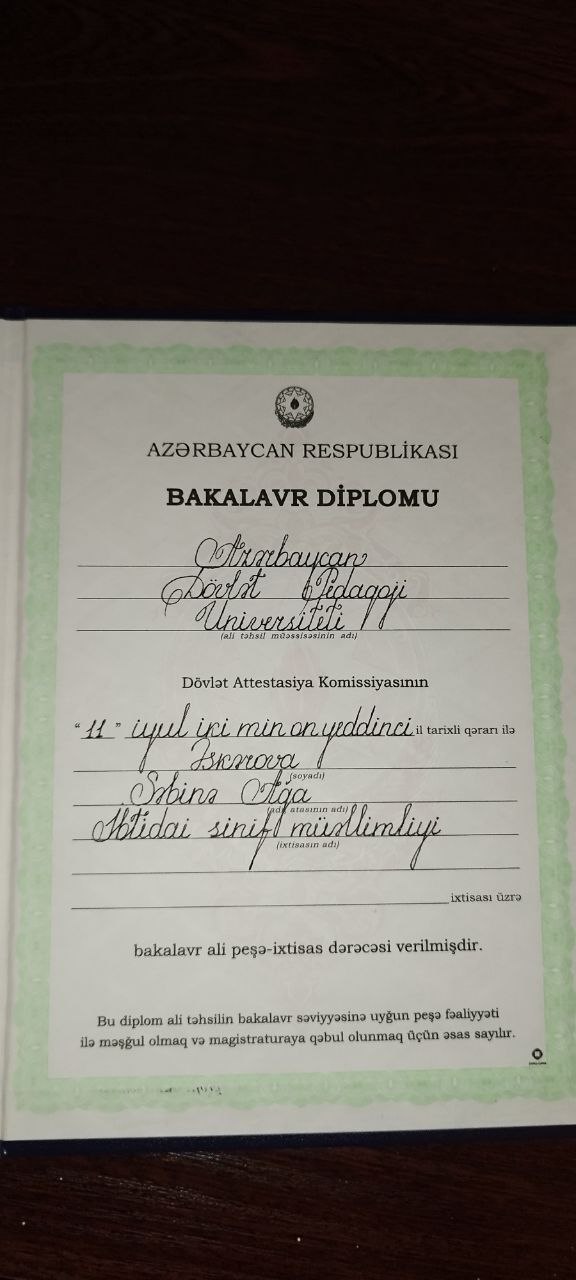 AZƏRBAYCAN RESPUBLİKASI
BAKALAVR DİPLOMU
Azərbaycan
Dövlət Pedaqoji
Universiteti
(ali təhsil müəssisəsinin adı)
Dövlət Attestasiya Komissiyasının
"11" iyul iki min on yeddinci il tarixli qərarı ilə
(soyadı)
Səbinə Ağa
(adı, atasının adı)
İbtidai sinif müəllimliyi
(ixtisasın adı)
ixtisası üzrə
bakalavr ali peşə-ixtisas dərəcəsi verilmişdir.
Bu diplom ali təhsilin bakalavr səviyyəsinə uyğun peşə fəaliyyəti
ilə məşğul olmaq və magistraturaya qəbul olunmaq üçün əsas sayılır.